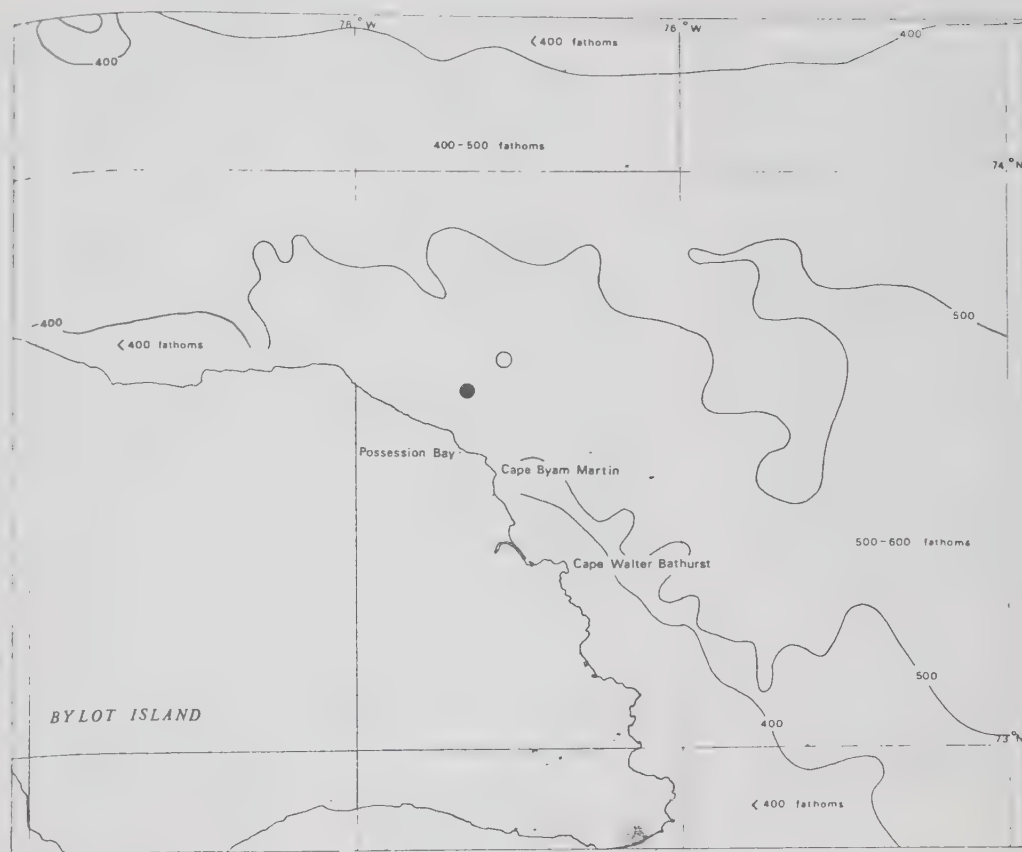 78°W
76°W
<400 fathoms
400
400
400-500 fathoms
74°N
500
400
<400 fathoms
Possession Bay
Cape Byam Martin
500-600 fathoms
Cape Walter Bathurst
500
BYLOT ISLAND
400
73°N
<400 fathoms